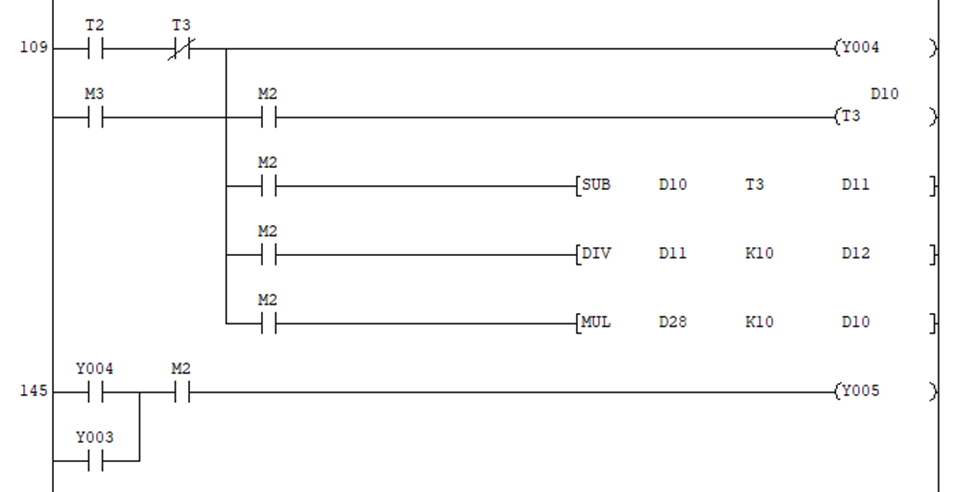 T2 T3
109 (Y004 )
M3 M2 D10
(T3 )
M2
[SUB D10 T3 D11 ]
M2
[DIV D11 K10 D12 ]
M2
[MUL D28 K10 D10 ]
Y004 M2
145 (Y005 )
Y003